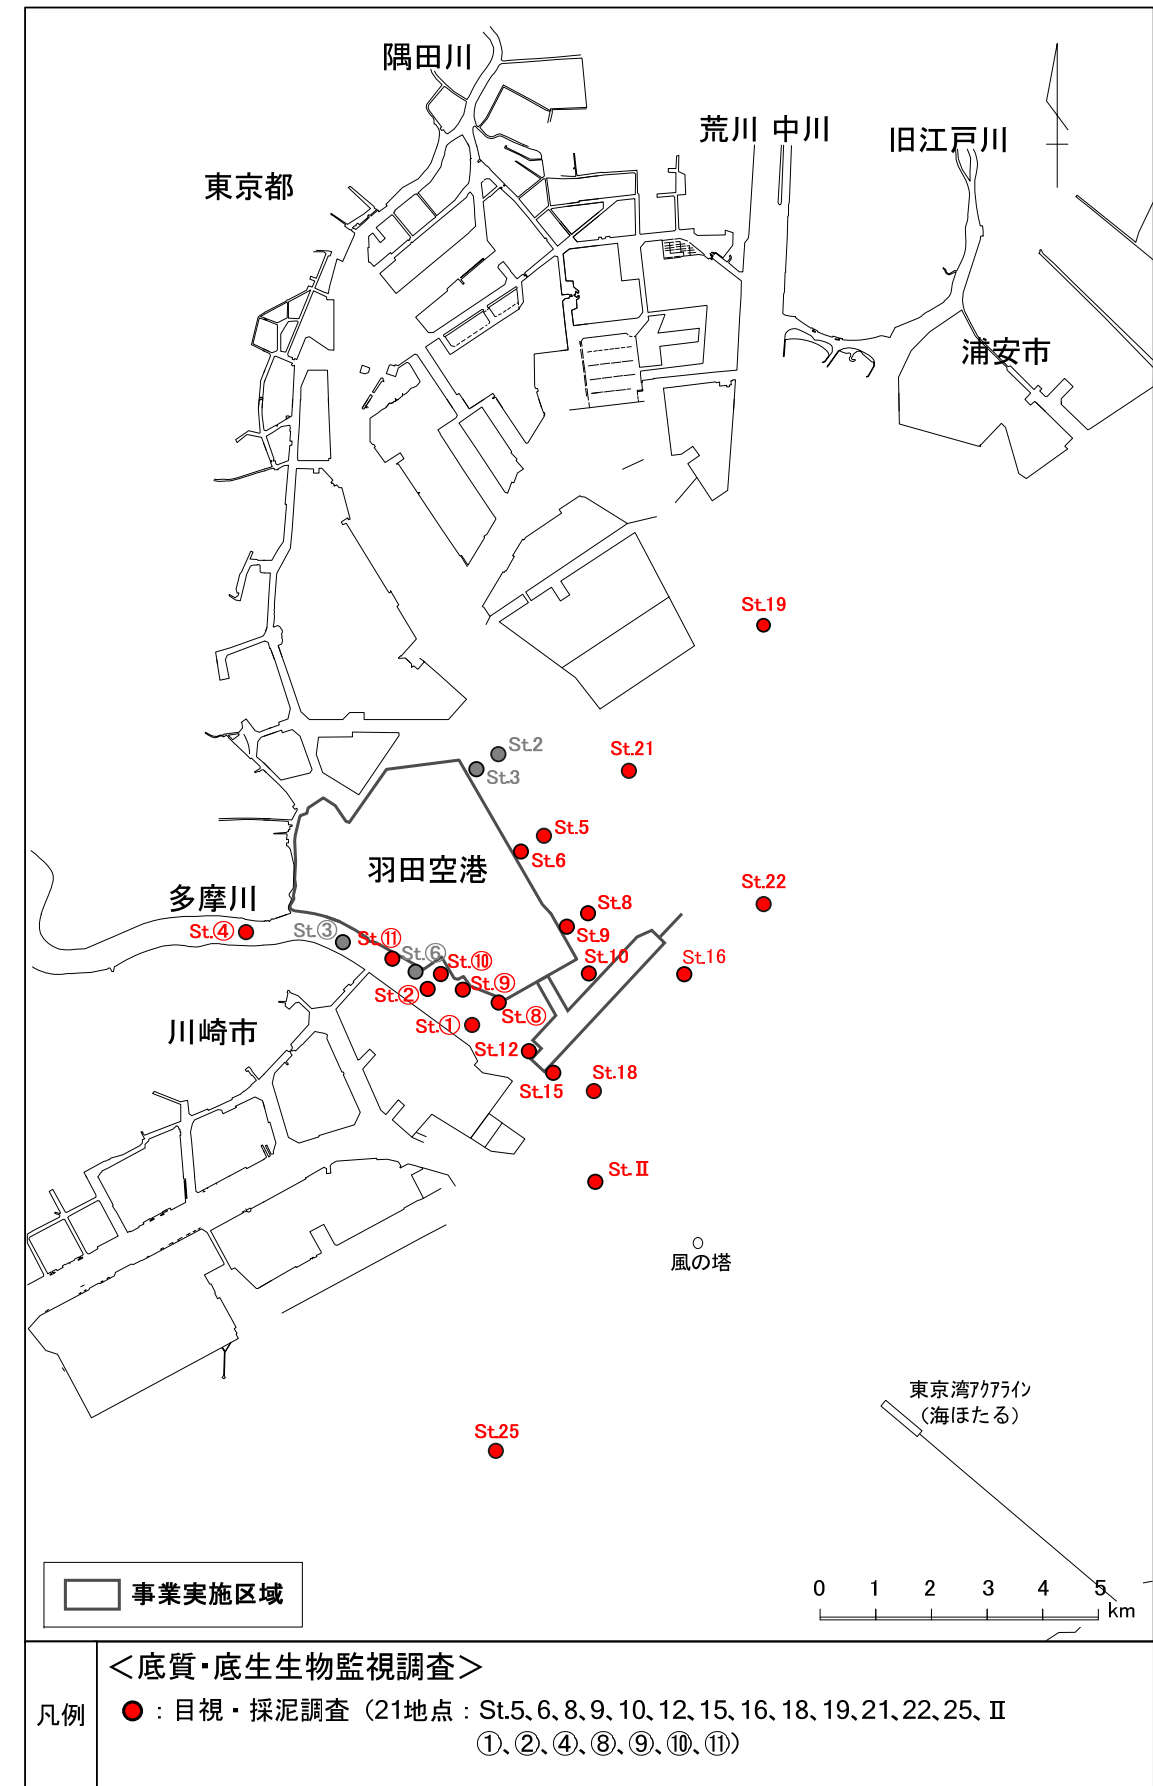 隅田川
荒川 中川
旧江戸川
東京都
浦安市
St.19
St.2
St.3
St.21
St.5
St.6
羽田空港
多摩川
St.22
St.8
St.④
St.③
St.⑪
St.9
St.⑥
St.⑩
St.10
St.16
St.②
St.⑨
St.⑧
St.①
川崎市
St.12
St.15
St.18
St.Ⅱ
風の塔
東京湾アクアライン
(海ほたる)
St.25
事業実施区域
0 1 2 3 4 5
km
凡例
＜底質・底生生物監視調査＞
：目視・採泥調査（21地点：St.5、6、8、9、10、12、15、16、18、19、21、22、25、Ⅱ
①、②、④、⑧、⑨、⑩、⑪）